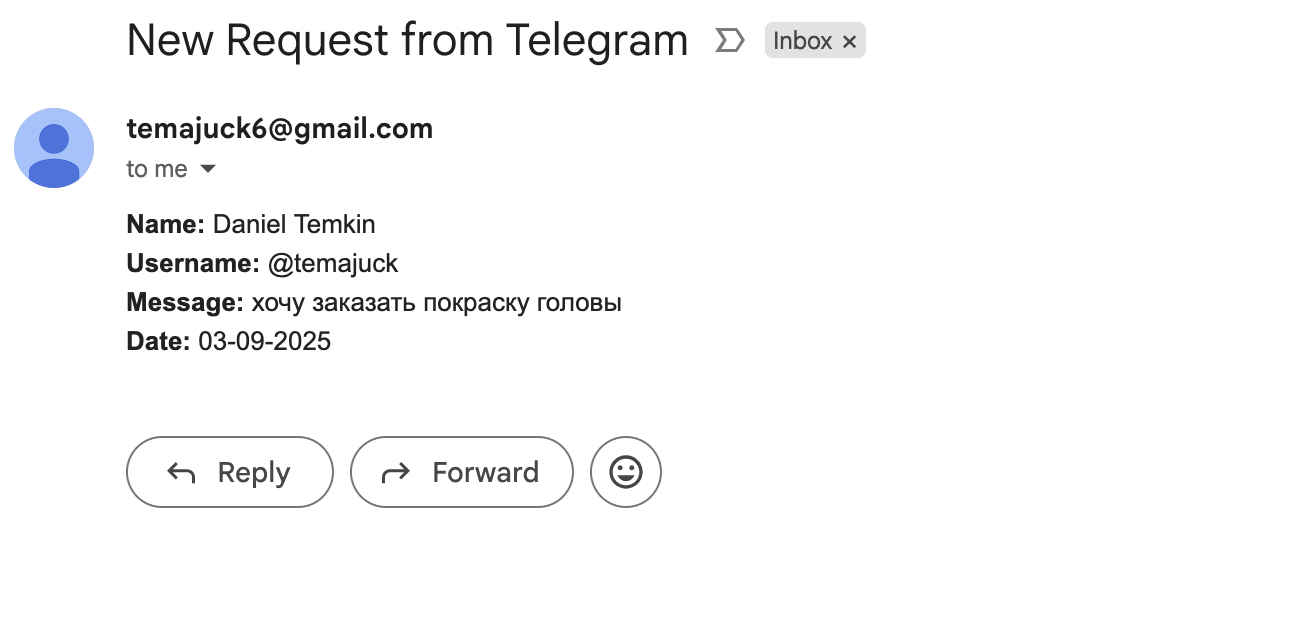 New Request from Telegram
Inbox ×
temajuck6@gmail.com
to me
Name: Daniel Temkin
Username: @temajuck
Message: хочу заказать покраску головы
Date: 03-09-2025
Reply
Forward